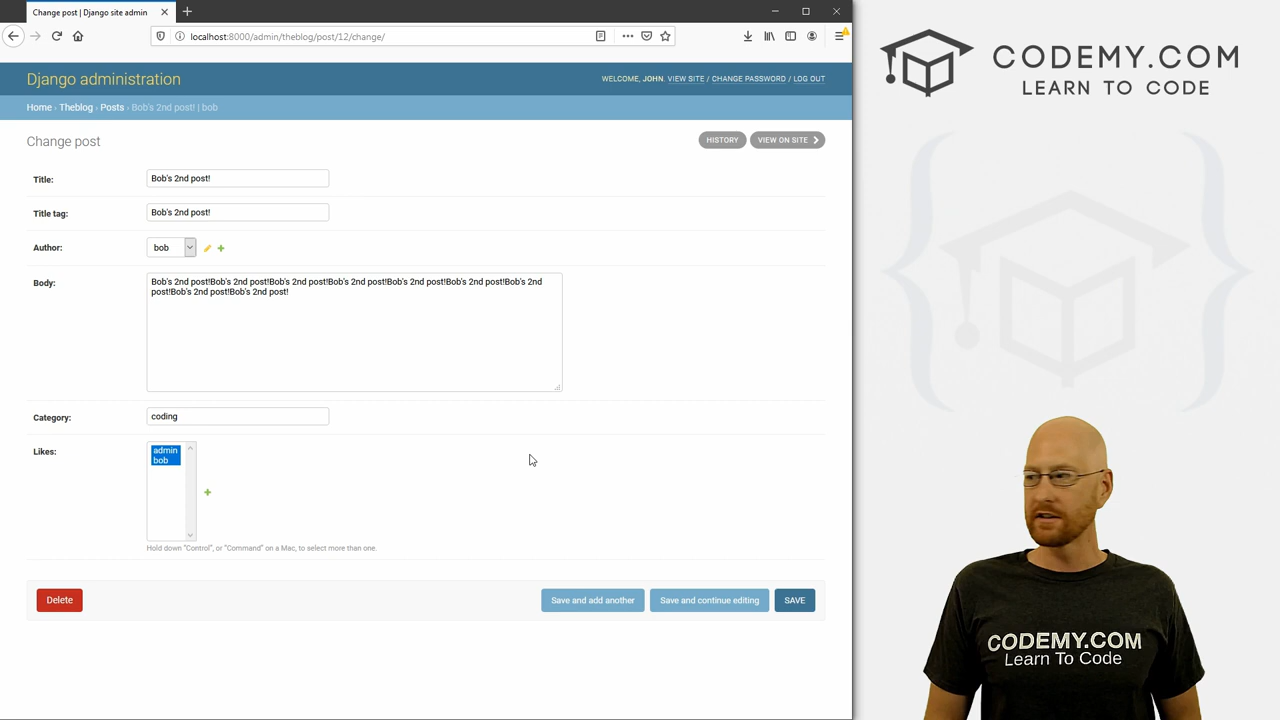 Change post | Django site admin
localhost:8000/admin/theblog/post/12/change/
Django administration
WELCOME, JOHN. VIEW SITE / CHANGE PASSWORD / LOG OUT
Home › Theblog › Posts › Bob's 2nd post! | bob
Change post
HISTORY
VIEW ON SITE
Title:
Bob's 2nd post!
Title tag:
Bob's 2nd post!
Author:
bob
Body:
Bob's 2nd post!Bob's 2nd post!Bob's 2nd post!Bob's 2nd post!Bob's 2nd post!Bob's 2nd post!Bob's 2nd
post!Bob's 2nd post!Bob's 2nd post!
Category:
coding
Likes:
admin
bob
Hold down “Control”, or “Command” on a Mac, to select more than one.
Delete
Save and add another
Save and continue editing
SAVE
CODEMY.COM
LEARN TO CODE
CODEMY.COM
Learn To Code